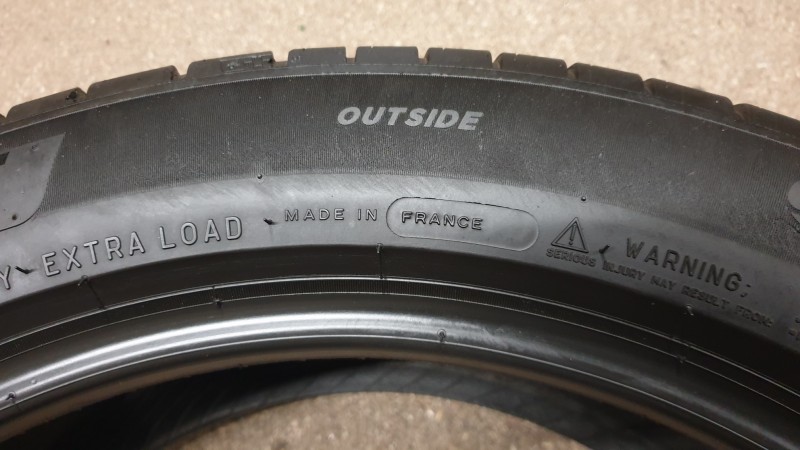 OUTSIDE
EXTRA LOAD
MADE IN FRANCE
WARNING:
SERIOUS INJURY MAY RESULT FROM: